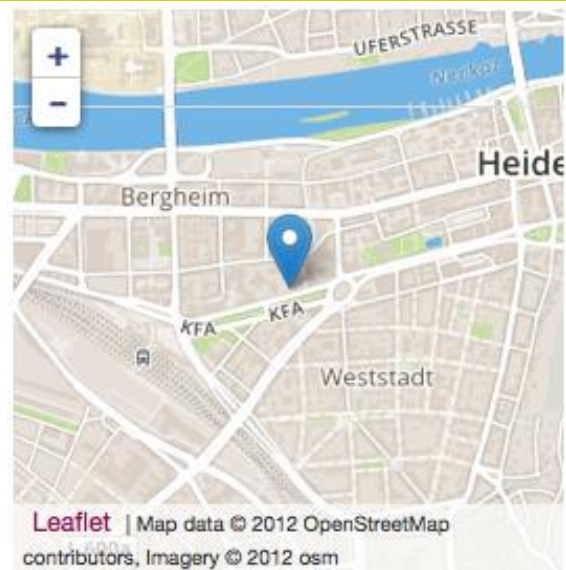 +
UFERSTRASSE
Neckar
−
Heide
Bergheim
KFA
KFA
Weststadt
Leaflet | Map data © 2012 OpenStreetMap
contributors, Imagery © 2012 osm